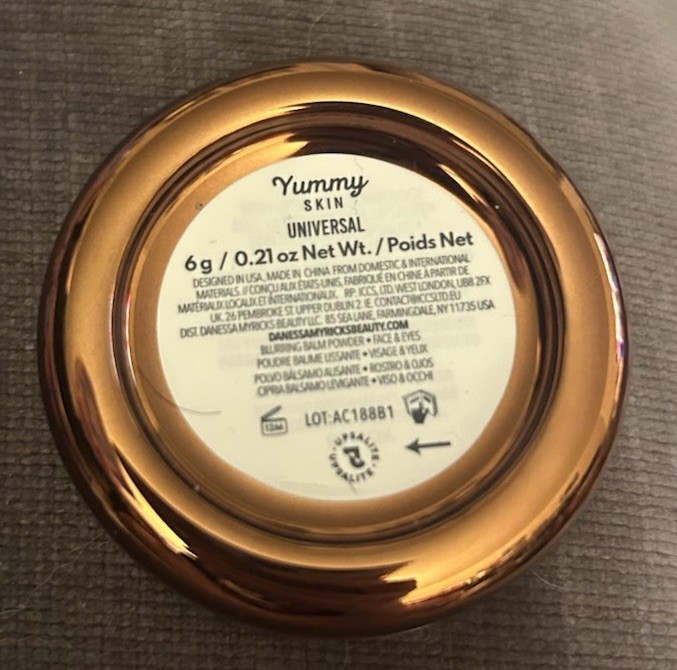 Yummy
SKIN
UNIVERSAL
6g / 0.21 oz Net Wt. / Poids Net
DESIGNED IN USA. MADE IN CHINA FROM DOMESTIC & INTERNATIONAL
MATERIALS. // CONÇU AUX ÉTATS-UNIS, FABRIQUÉ EN CHINE À PARTIR DE
MATÉRIAUX LOCAUX ET INTERNATIONAUX. RP: ICCS, LTD. WEST LONDON, UB8 2FX
UK. 26 PEMBROKE ST. UPPER DUBLIN 2. IE. CONTACT@ICCSLTD.EU
DIST. DANESSA MYRICKS BEAUTY LLC. 85 SEA LANE, FARMINGDALE, NY 11735 USA
DANESSAMYRICKSBEAUTY.COM
BLURRING BALM POWDER • FACE & EYES
POUDRE BAUME LISSANTE • VISAGE & YEUX
POLVO BÁLSAMO ALISANTE • ROSTRO & OJOS
CIPRIA BALSAMO LEVIGANTE • VISO & OCCHI
12M
LOT:AC188B1
UPSALITE • UPSALITE •